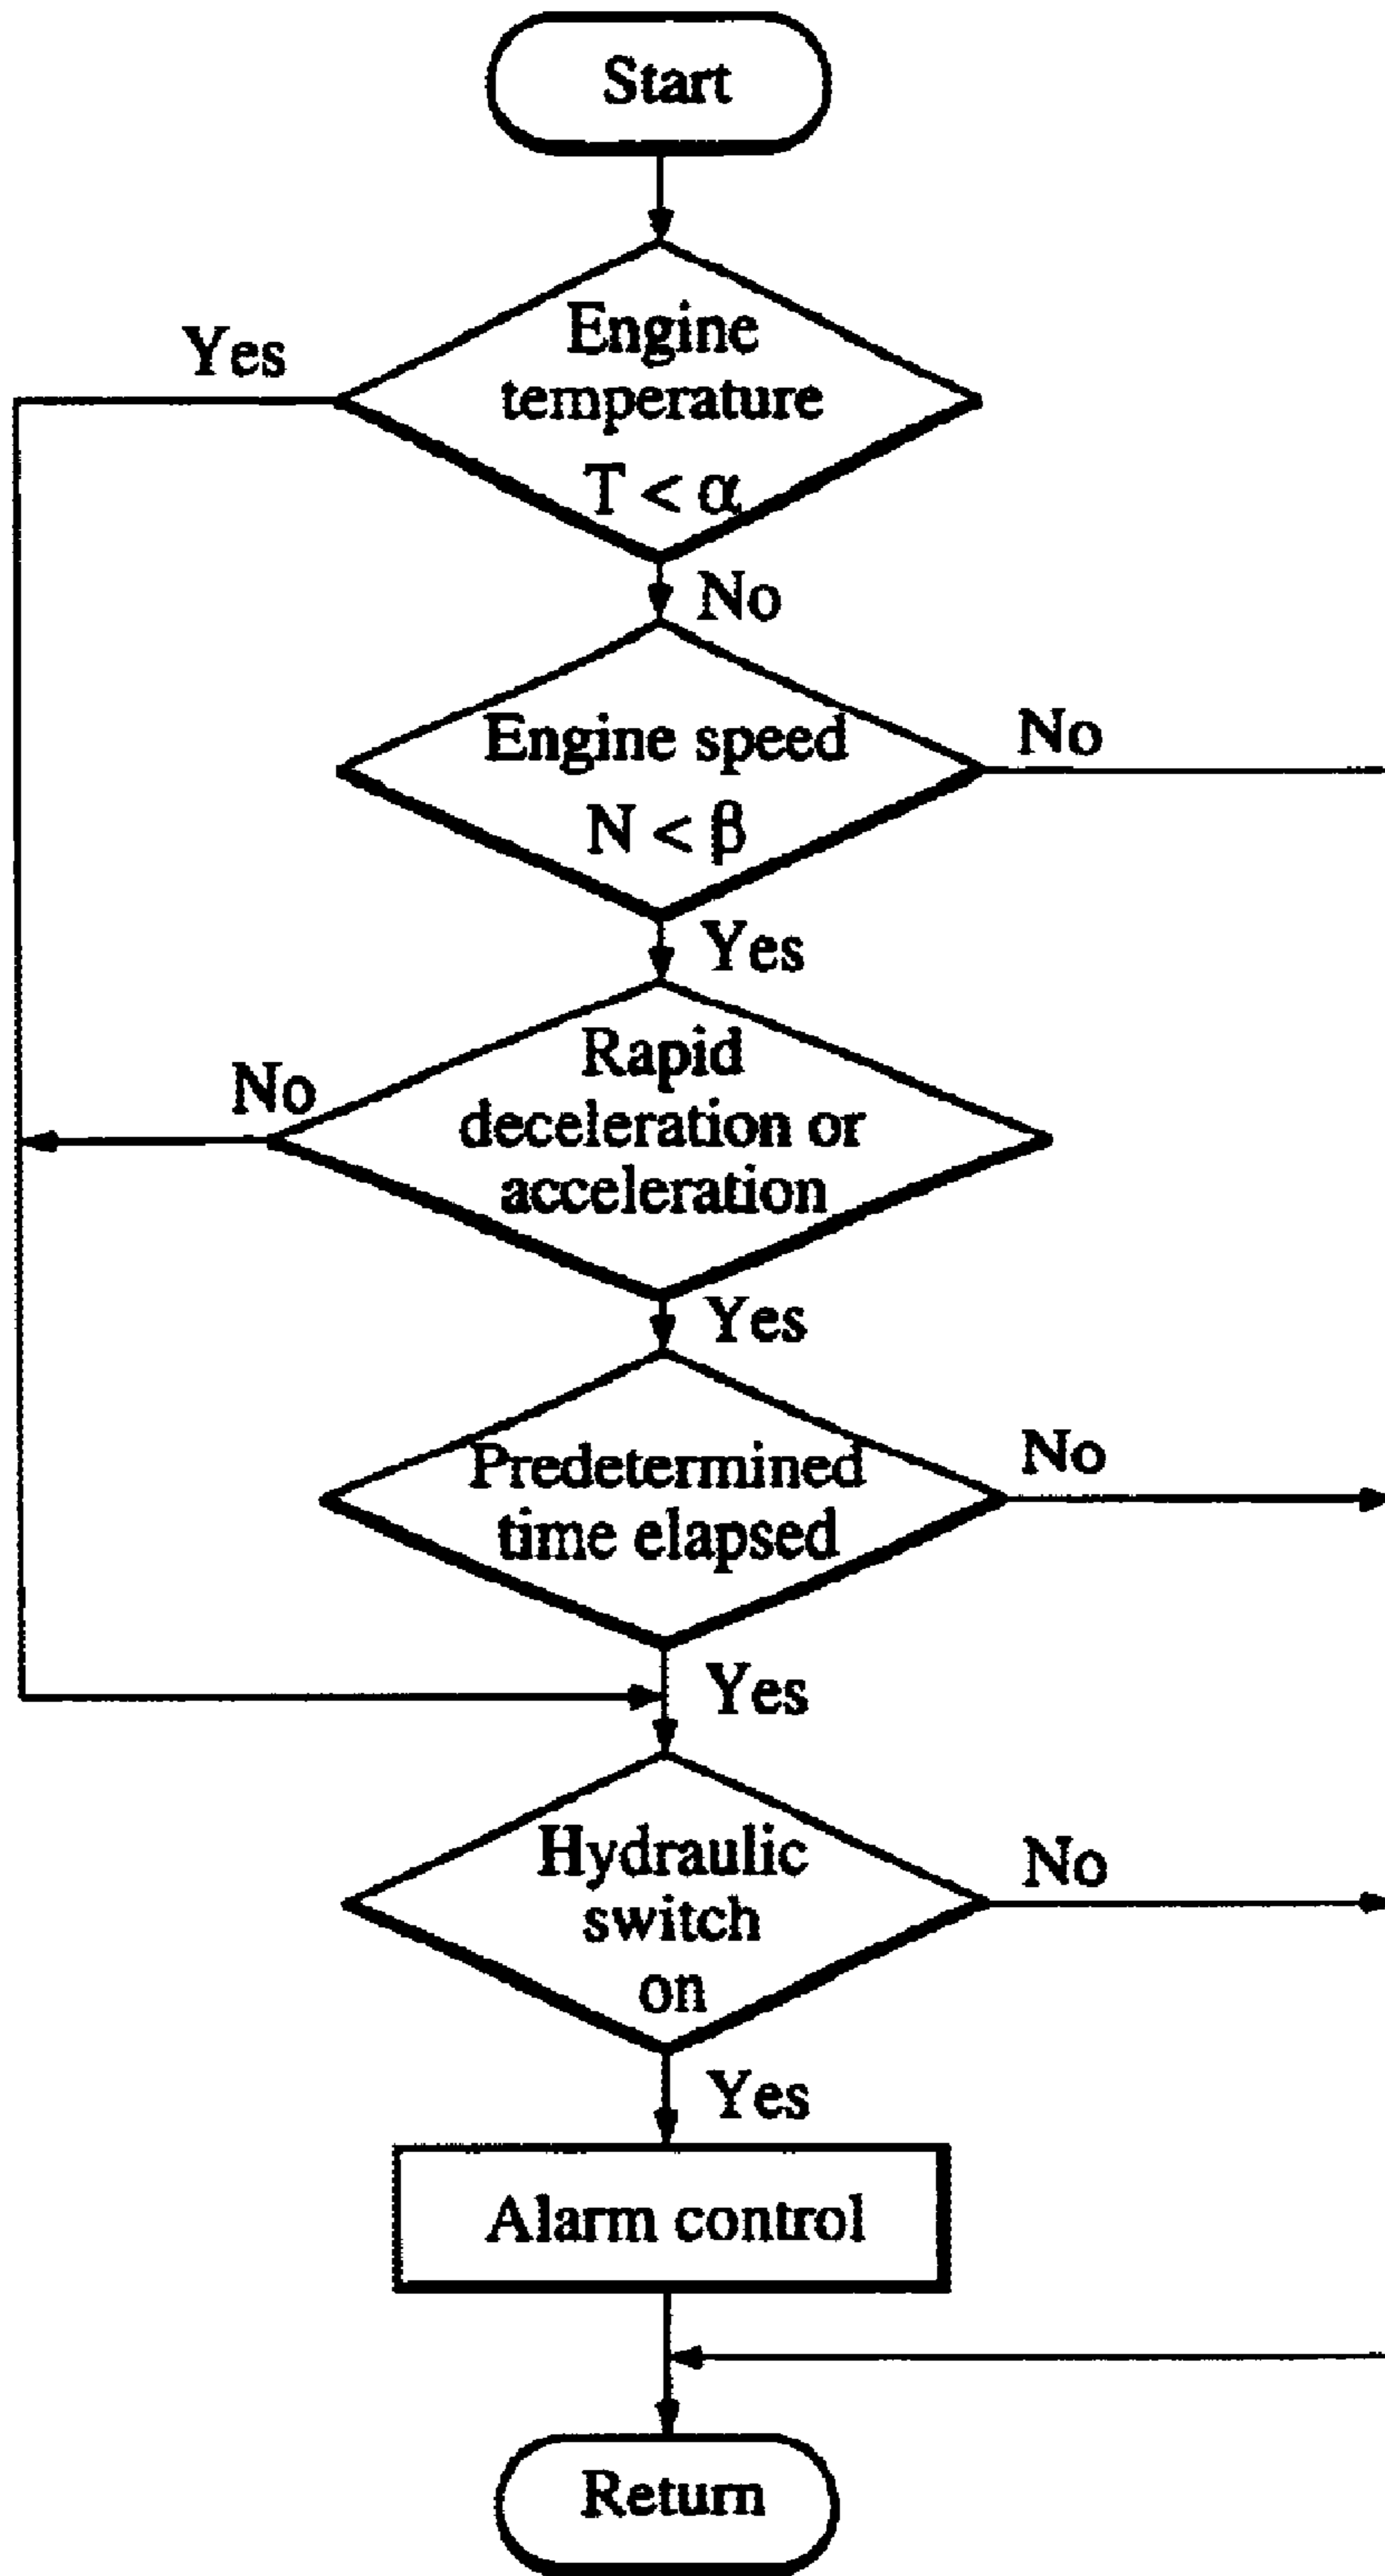 Start
Yes
Engine
temperature
T < α
No
Engine speed
No
N < β
Yes
Rapid
No
deceleration or
acceleration
Yes
Predetermined
No
time elapsed
Yes
Hydraulic
No
switch
on
Yes
Alarm control
Return